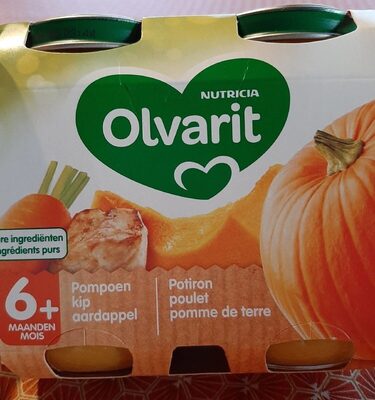 NUTRICIA
Olvarit
ingrediënten
ingrédients purs
6+
MAANDEN
MOIS
Pompoen
kip
aardappel
Potiron
poulet
pomme de terre